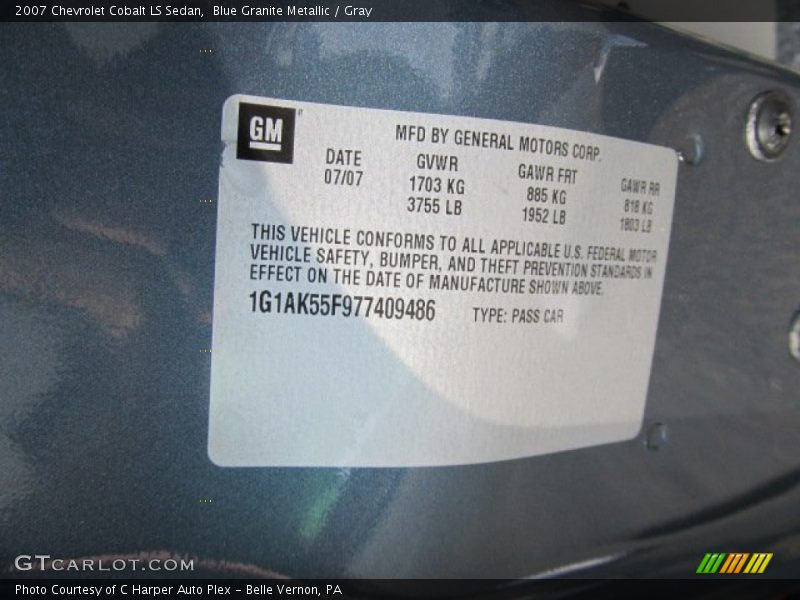 2007 Chevrolet Cobalt LS Sedan,  Blue Granite Metallic / Gray
GM
MFD BY GENERAL MOTORS CORP.
DATE GVWR GAWR FRT GAWR RR
07/07 1703 KG 885 KG 818 KG
3755 LB 1952 LB 1803 LB
THIS VEHICLE CONFORMS TO ALL APPLICABLE U.S. FEDERAL MOTOR
VEHICLE SAFETY, BUMPER, AND THEFT PREVENTION STANDARDS IN
EFFECT ON THE DATE OF MANUFACTURE SHOWN ABOVE.
1G1AK55F977409486 TYPE: PASS CAR
GTCARLOT.COM
Photo Courtesy of C Harper Auto Plex - Belle Vernon, PA